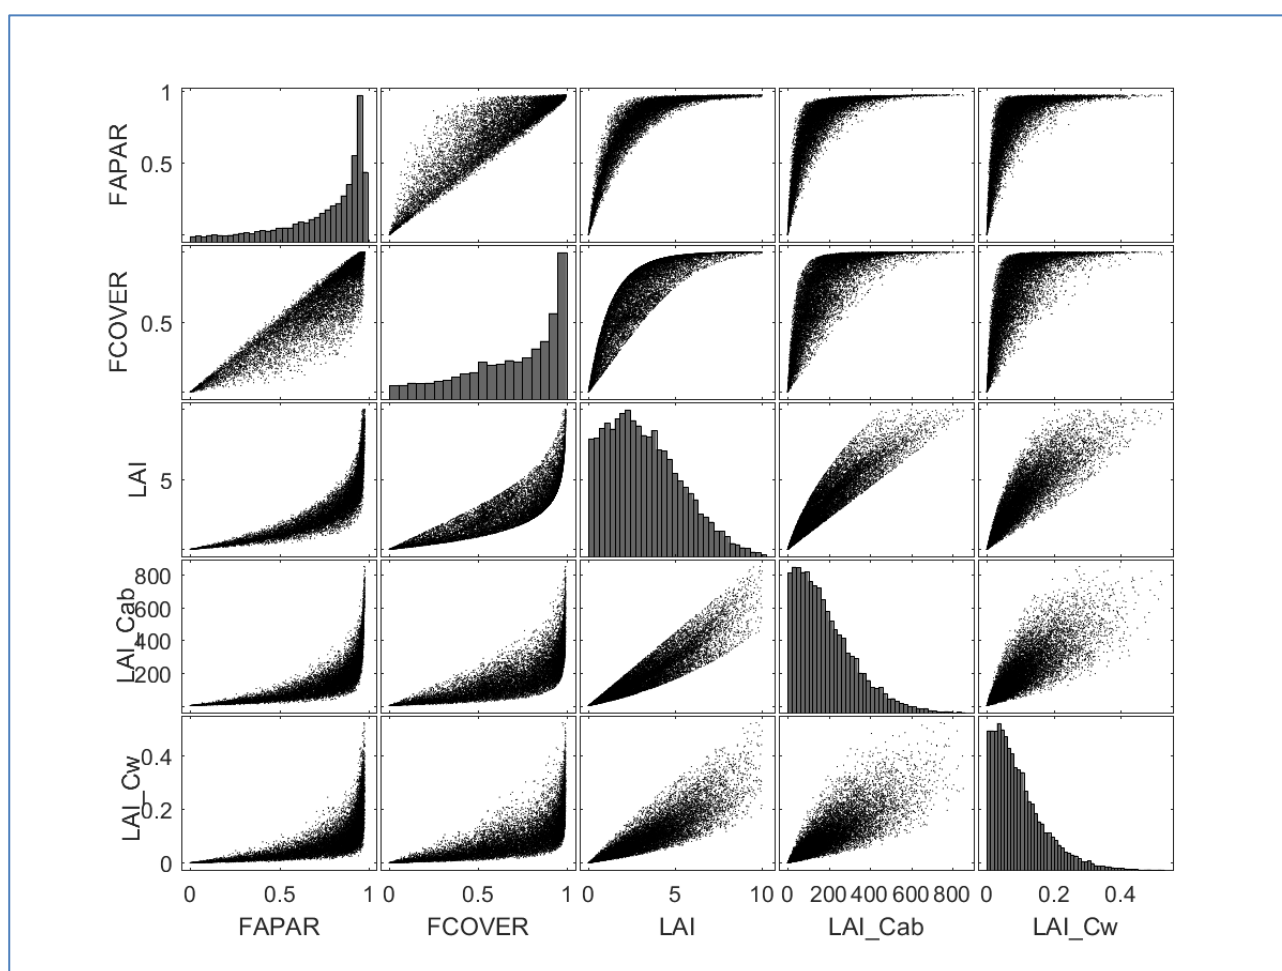 FAPAR
1
0.5
FCOVER
0.5
LAI
5
LAI_Cab
800
600
400
200
LAI_Cw
0.4
0.2
0
0 0.5 1 0 0.5 1 0 5 10 0 200 400 600 800 0 0.2 0.4
FAPAR FCOVER LAI LAI_Cab LAI_Cw